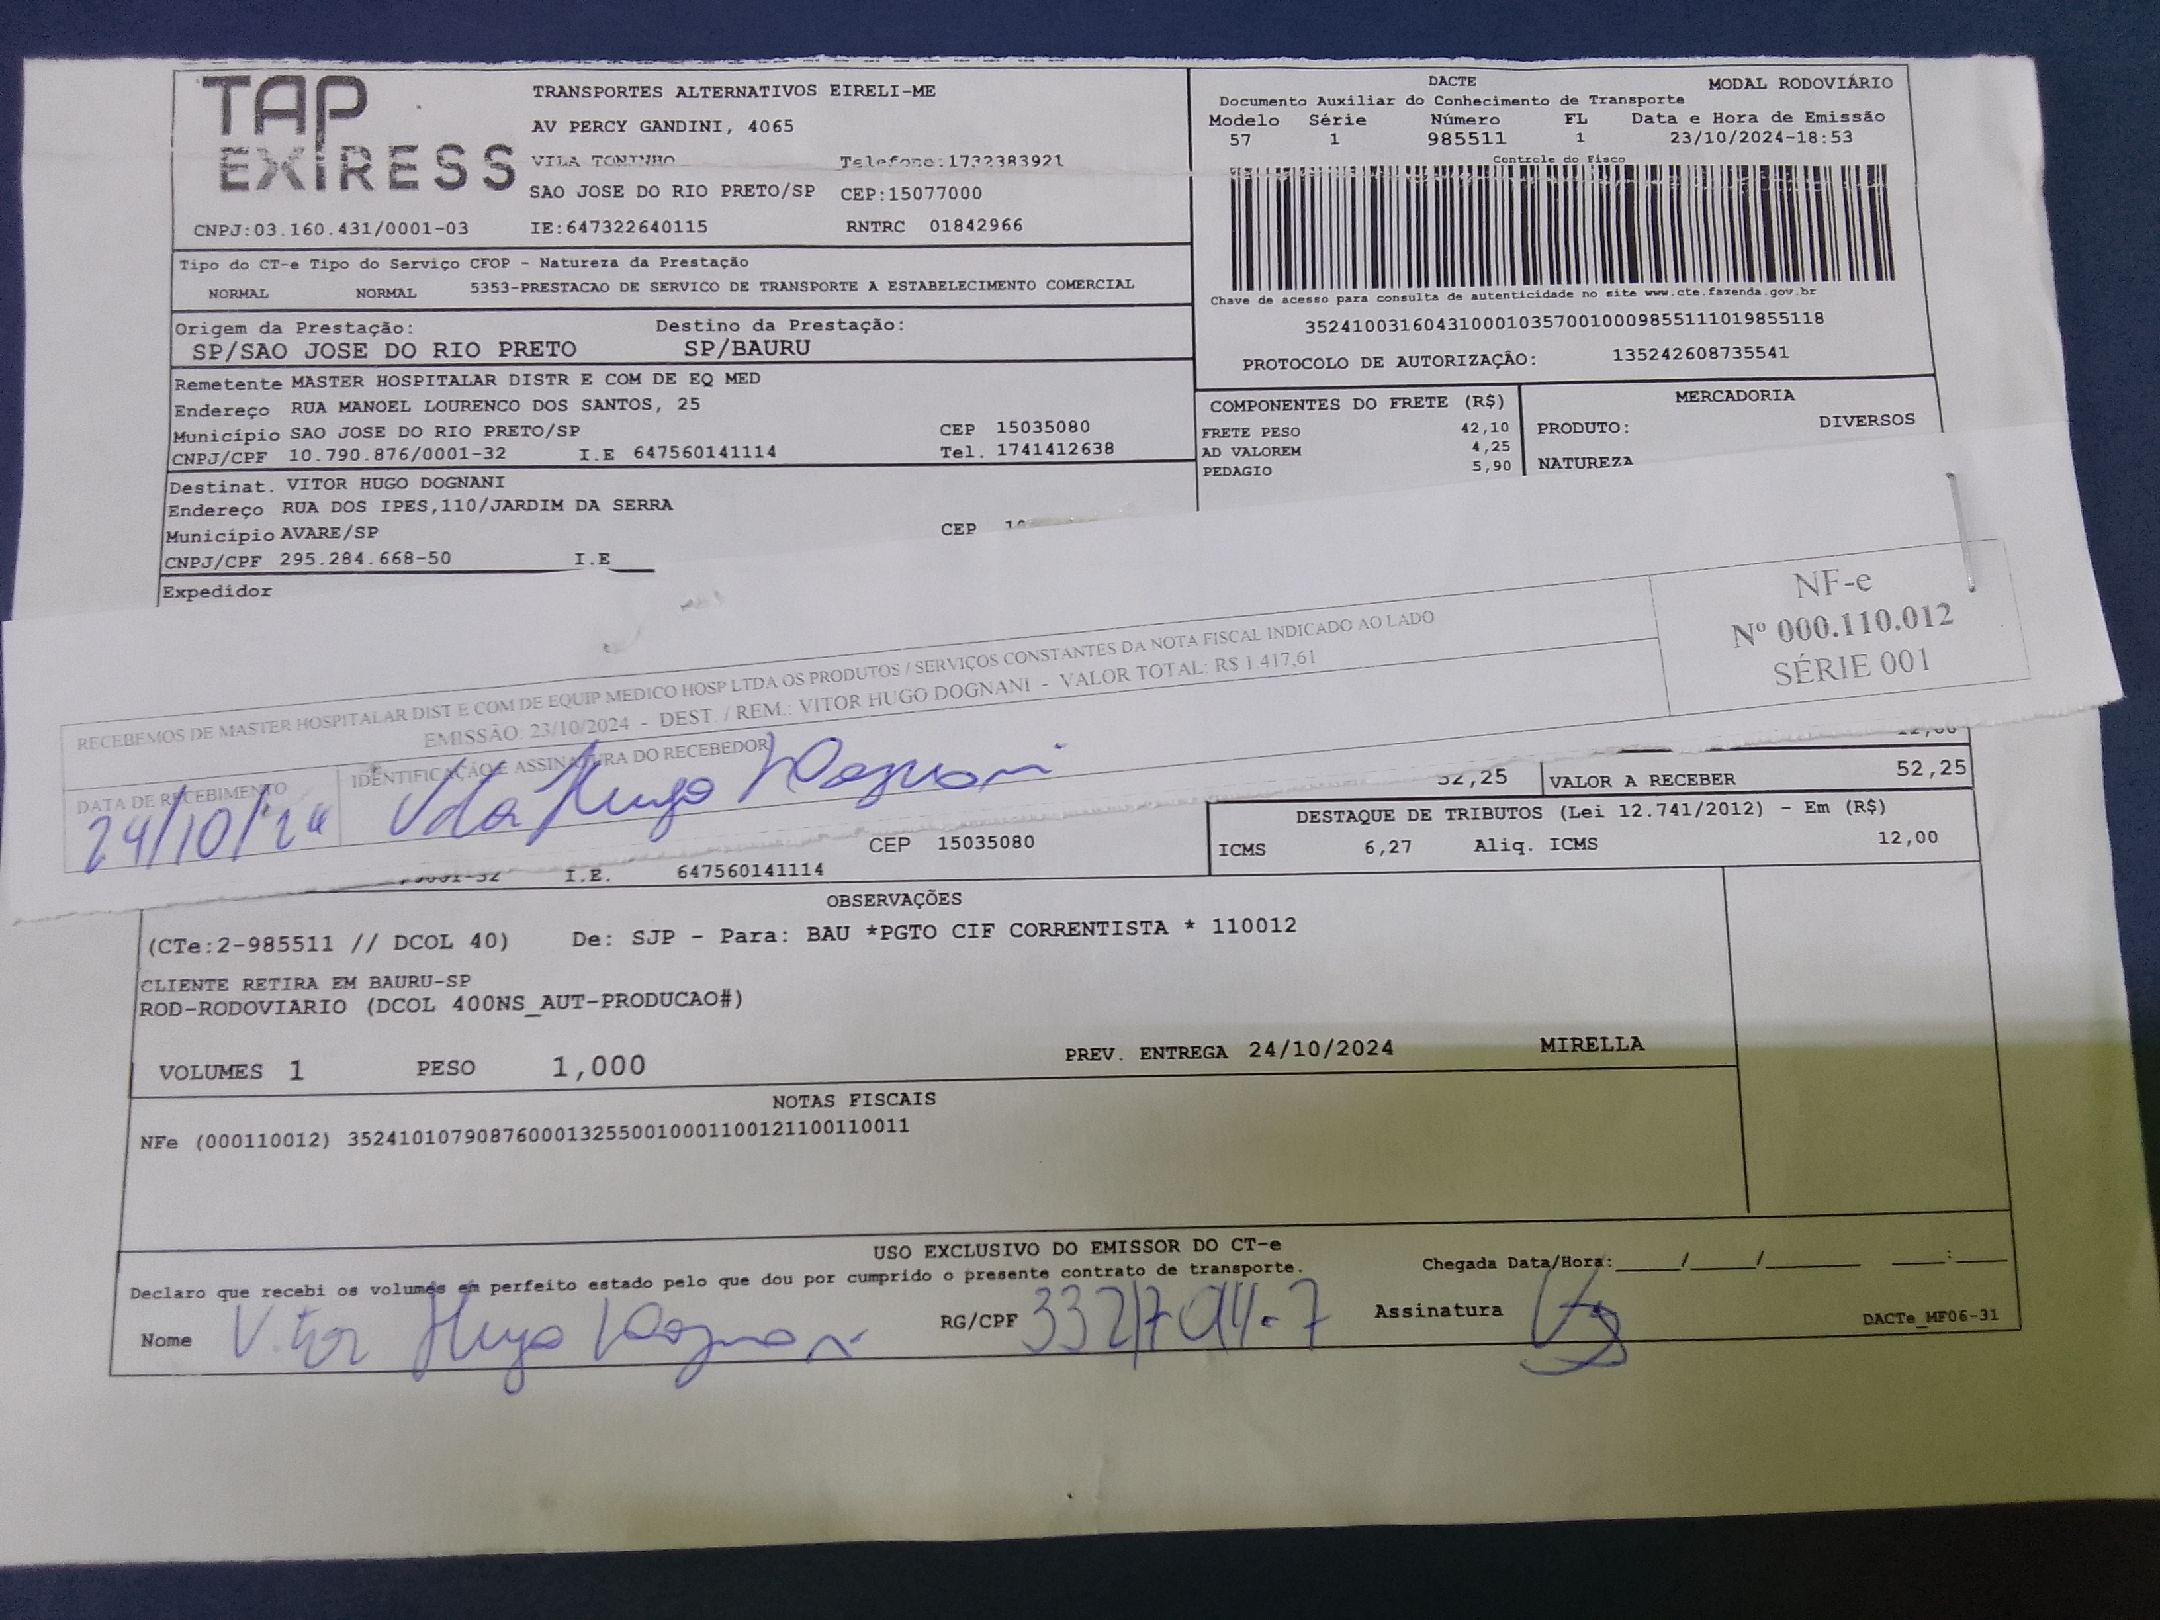 TAP EXPRESS
TRANSPORTES ALTERNATIVOS EIRELI-ME
AV PERCY GANDINI, 4065
VILA TONINHO Telefone:1732383921
SAO JOSE DO RIO PRETO/SP CEP:15077000
CNPJ:03.160.431/0001-03 IE:647322640115 RNTRC 01842966
DACTE MODAL RODOVIÁRIO
Documento Auxiliar do Conhecimento de Transporte
Modelo Série Número FL Data e Hora de Emissão
57 1 985511 1 23/10/2024-18:53
Controle do Fisco
Chave de acesso para consulta de autenticidade no site www.cte.fazenda.gov.br
35241003160431000103570010009855111019855118
PROTOCOLO DE AUTORIZAÇÃO: 135242608735541
Tipo do CT-e Tipo do Serviço CFOP - Natureza da Prestação
NORMAL NORMAL 5353-PRESTACAO DE SERVICO DE TRANSPORTE A ESTABELECIMENTO COMERCIAL
Origem da Prestação: Destino da Prestação:
SP/SAO JOSE DO RIO PRETO SP/BAURU
Remetente MASTER HOSPITALAR DISTR E COM DE EQ MED
Endereço RUA MANOEL LOURENCO DOS SANTOS, 25
Município SAO JOSE DO RIO PRETO/SP CEP 15035080
CNPJ/CPF 10.790.876/0001-32 I.E 647560141114 Tel. 1741412638
COMPONENTES DO FRETE (R$)
FRETE PESO 42,10
AD VALOREM 4,25
PEDAGIO 5,90
MERCADORIA
PRODUTO: DIVERSOS
NATUREZA
Destinat. VITOR HUGO DOGNANI
Endereço RUA DOS IPES,110/JARDIM DA SERRA
Município AVARE/SP CEP
CNPJ/CPF 295.284.668-50 I.E
Expedidor
RECEBEMOS DE MASTER HOSPITALAR DIST E COM DE EQUIP MEDICO HOSP LTDA OS PRODUTOS / SERVIÇOS CONSTANTES DA NOTA FISCAL INDICADO AO LADO
EMISSÃO: 23/10/2024 - DEST. / REM.: VITOR HUGO DOGNANI - VALOR TOTAL: R$ 1.417,61
NF-e
Nº 000.110.012
SÉRIE 001
DATA DE RECEBIMENTO IDENTIFICAÇÃO E ASSINATURA DO RECEBEDOR
24/10/24 Vitor Hugo Dognani
52,25 VALOR A RECEBER 52,25
DESTAQUE DE TRIBUTOS (Lei 12.741/2012) - Em (R$)
ICMS 6,27 Aliq. ICMS 12,00
CEP 15035080
I.E. 647560141114
OBSERVAÇÕES
(CTe:2-985511 // DCOL 40) De: SJP - Para: BAU *PGTO CIF CORRENTISTA * 110012
CLIENTE RETIRA EM BAURU-SP
ROD-RODOVIARIO (DCOL 400NS_AUT-PRODUCAO#)
VOLUMES 1 PESO 1,000 PREV. ENTREGA 24/10/2024 MIRELLA
NOTAS FISCAIS
NFe (000110012) 35241010790876000132550010001100121100110011
USO EXCLUSIVO DO EMISSOR DO CT-e
Declaro que recebi os volumes em perfeito estado pelo que dou por cumprido o presente contrato de transporte. Chegada Data/Hora:____/____/______ ___:___
Nome Vitor Hugo Dognani RG/CPF Assinatura
DACTe_MF06-31